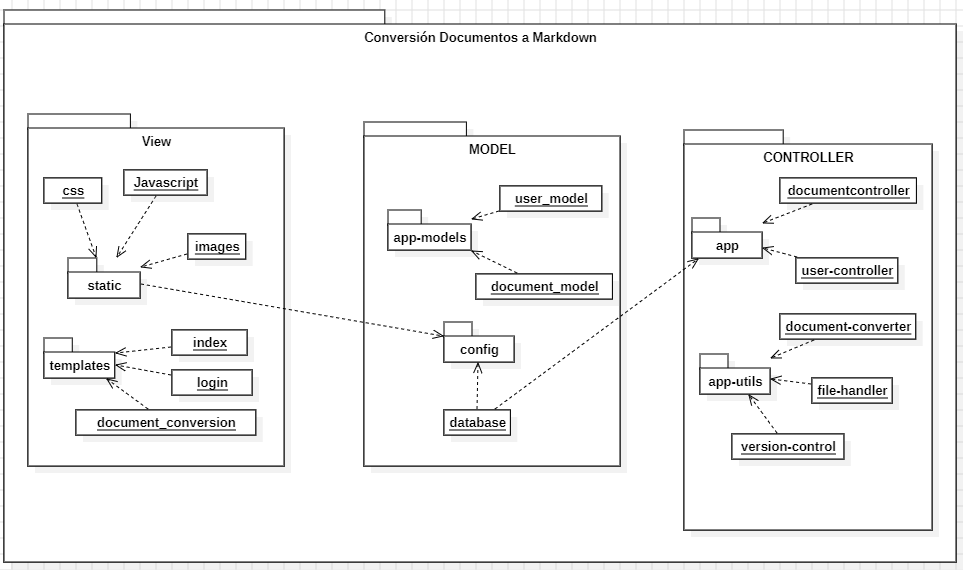 Conversión Documentos a Markdown
View
css
Javascript
images
static
index
templates
login
document_conversion
MODEL
user_model
app-models
document_model
config
database
CONTROLLER
documentcontroller
app
user-controller
document-converter
app-utils
file-handler
version-control